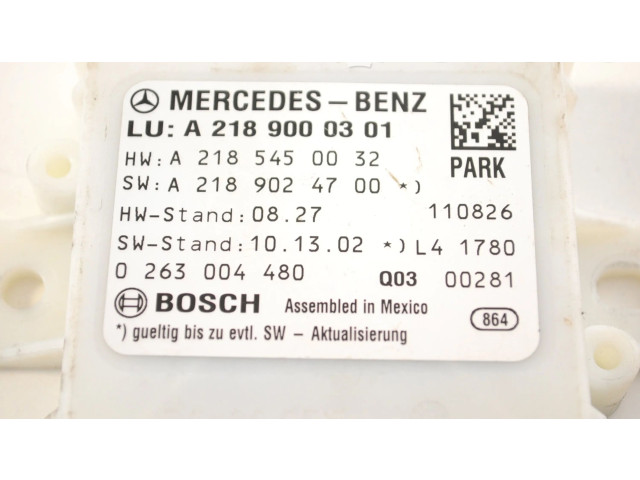 MERCEDES-BENZ
LU: A 218 900 03 01
HW: A 218 545 00 32
PARK
SW: A 218 902 47 00 *)
HW-Stand: 08.27 110826
SW-Stand: 10.13.02 *) L4 1780
0 263 004 480 Q03 00281
BOSCH Assembled in Mexico
864
*) gueltig bis zu evtl. SW - Aktualisierung